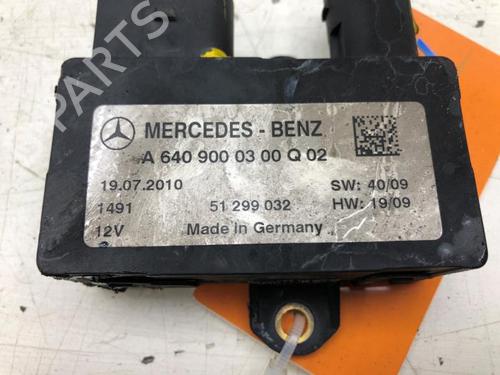 MERCEDES - BENZ
A 640 900 03 00 Q 02
19.07.2010 SW: 40/09
1491 51 299 032 HW: 19/09
12V Made in Germany